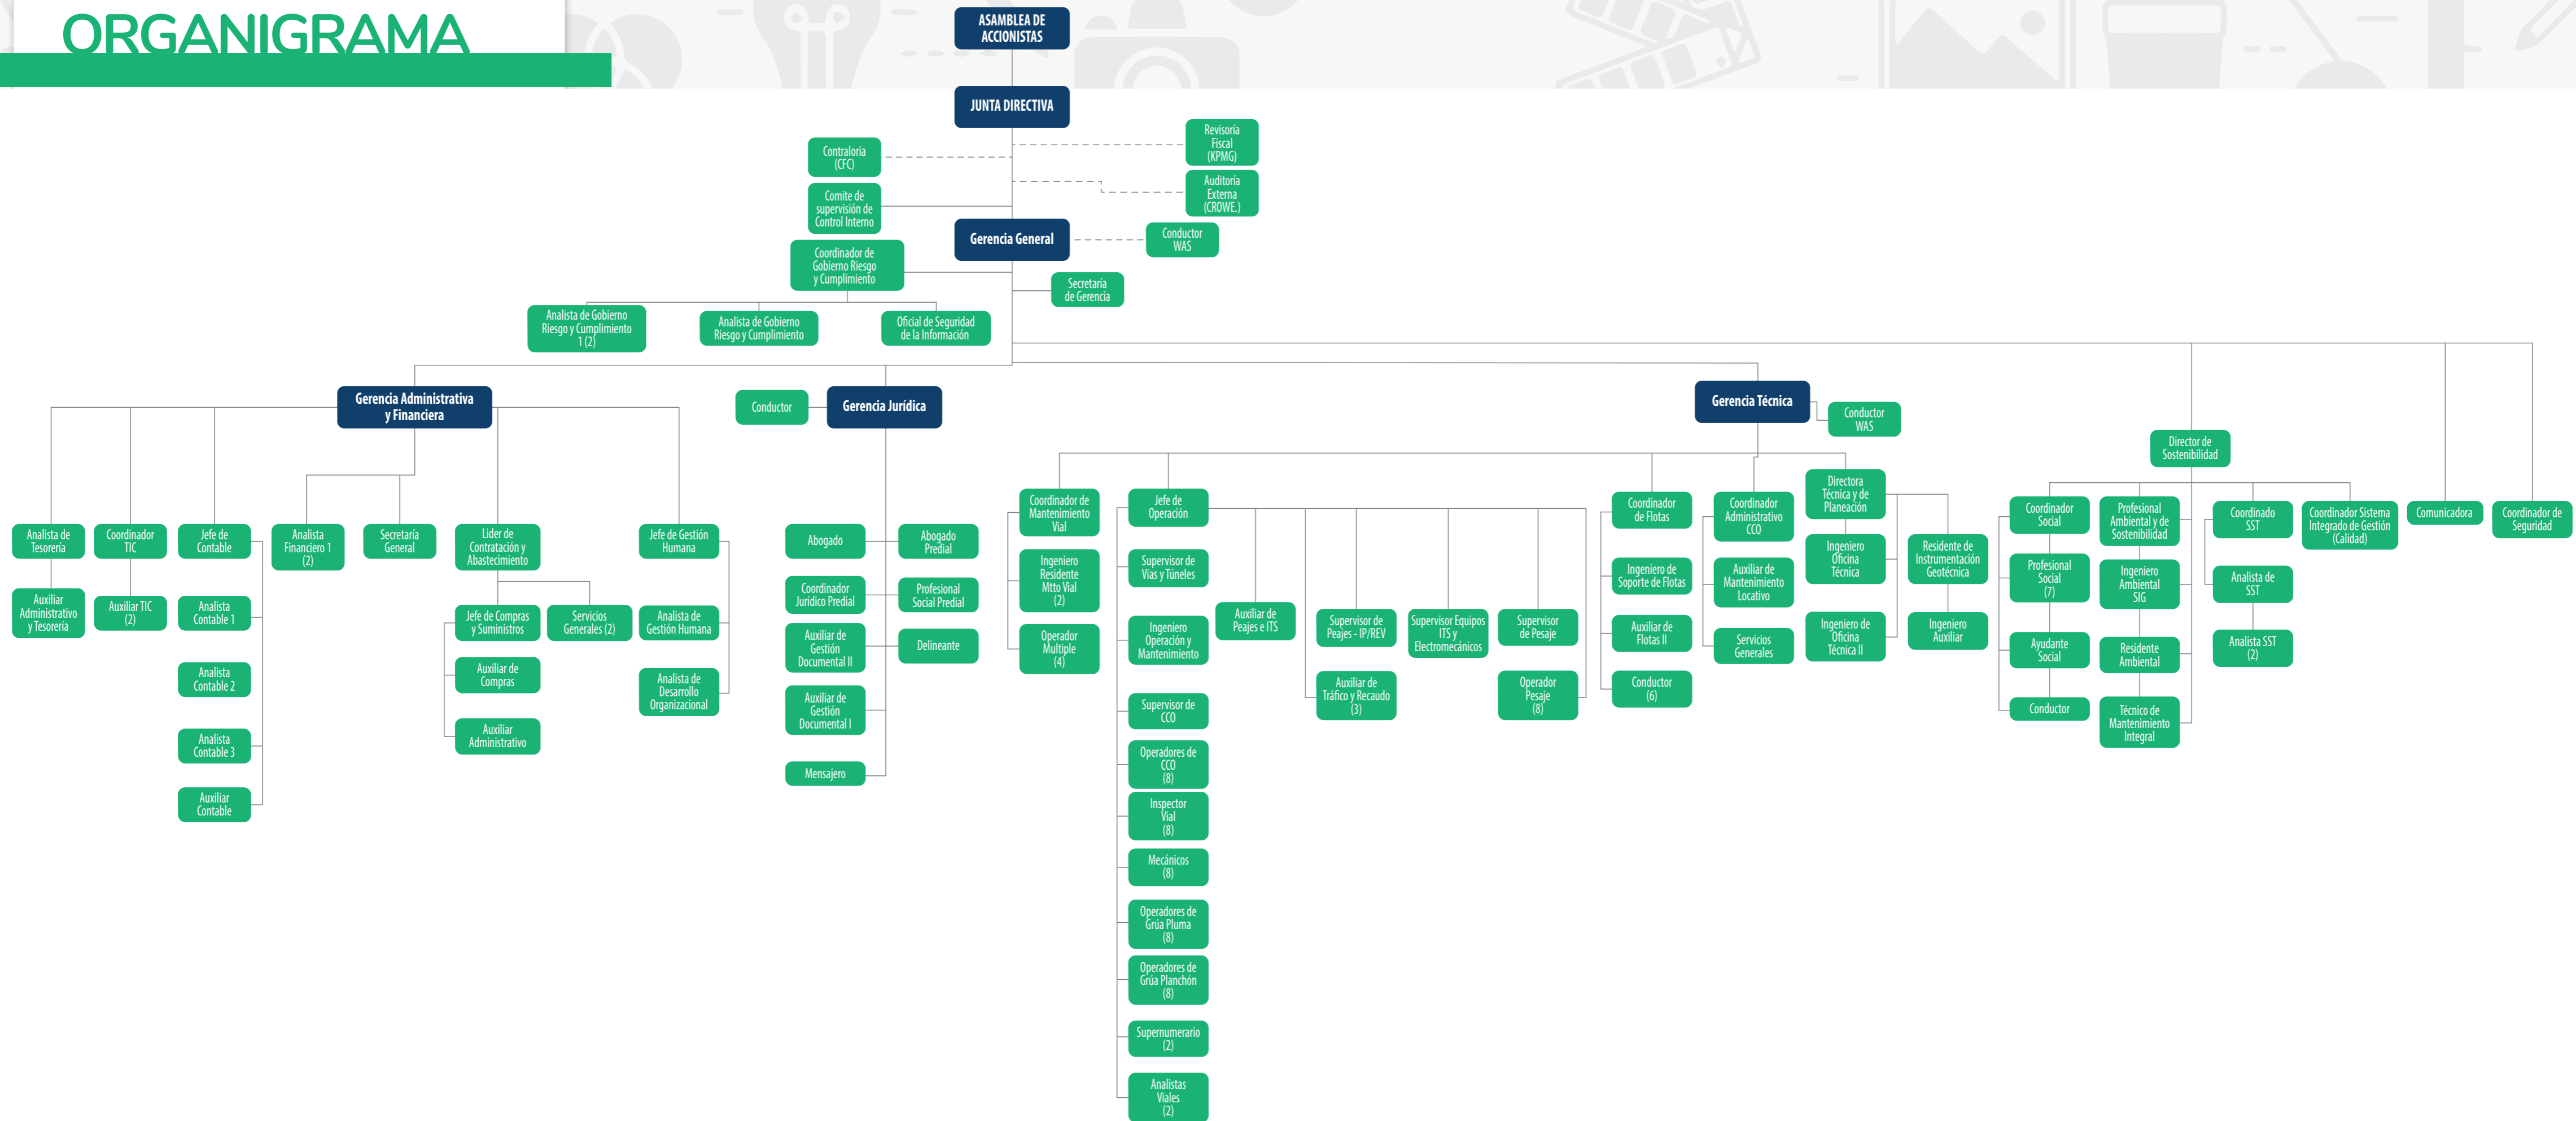 ORGANIGRAMA
ASAMBLEA DE
ACCIONISTAS
JUNTA DIRECTIVA
Contraloria
(CFC)
Revisoría
Fiscal
(KPMG)
Comite de
supervisión de
Control Interno
Auditoría
Externa
(CROWE.)
Gerencia General
Conductor
WAS
Coordinador de
Gobierno Riesgo
y Cumplimiento
Secretaría
de Gerencia
Analista de Gobierno
Riesgo y Cumplimiento
1 (2)
Analista de Gobierno
Riesgo y Cumplimiento
Oficial de Seguridad
de la Información
Gerencia Administrativa
y Financiera
Conductor
Gerencia Jurídica
Gerencia Técnica
Conductor
WAS
Director de
Sostenibilidad
Analista de
Tesorería
Auxiliar
Administrativo
y Tesorería
Coordinador
TIC
Auxiliar TIC
(2)
Jefe de
Contable
Analista
Contable 1
Analista
Contable 2
Analista
Contable 3
Auxiliar
Contable
Analista
Financiero 1
(2)
Secretaría
General
Lider de
Contratación y
Abastecimiento
Jefe de Compras
y Suministros
Servicios
Generales (2)
Auxiliar de
Compras
Auxiliar
Administrativo
Jefe de Gestión
Humana
Analista de
Gestión Humana
Analista de
Desarrollo
Organizacional
Abogado
Abogado
Predial
Coordinador
Jurídico Predial
Profesional
Social Predial
Auxiliar de
Gestión
Documental II
Delineante
Auxiliar de
Gestión
Documental I
Mensajero
Coordinador de
Mantenimiento
Vial
Ingeniero
Residente
Mtto Vial
(2)
Operador
Multiple
(4)
Jefe de
Operación
Supervisor de
Vías y Túneles
Ingeniero
Operación y
Mantenimiento
Supervisor de
CCO
Operadores de
CCO
(8)
Inspector
Vial
(8)
Mecánicos
(8)
Operadores de
Grúa Pluma
(8)
Operadores de
Grúa Planchón
(8)
Supernumerario
(2)
Analistas
Viales
(2)
Auxiliar de
Peajes e ITS
Supervisor de
Peajes - IP/REV
Auxiliar de
Tráfico y Recaudo
(3)
Supervisor Equipos
ITS y
Electromecánicos
Supervisor
de Pesaje
Operador
Pesaje
(8)
Coordinador
de Flotas
Ingeniero de
Soporte de Flotas
Auxiliar de
Flotas II
Conductor
(6)
Coordinador
Administrativo
CCO
Auxiliar de
Mantenimiento
Locativo
Servicios
Generales
Directora
Técnica y de
Planeación
Ingeniero
Oficina
Técnica
Ingeniero de
Oficina
Técnica II
Residente de
Instrumentación
Geotécnica
Ingeniero
Auxiliar
Coordinador
Social
Profesional
Social
(7)
Ayudante
Social
Conductor
Profesional
Ambiental y de
Sostenibilidad
Ingeniero
Ambiental
SIG
Residente
Ambiental
Técnico de
Mantenimiento
Integral
Coordinado
SST
Analista de
SST
Analista SST
(2)
Coordinador Sistema
Integrado de Gestión
(Calidad)
Comunicadora
Coordinador de
Seguridad